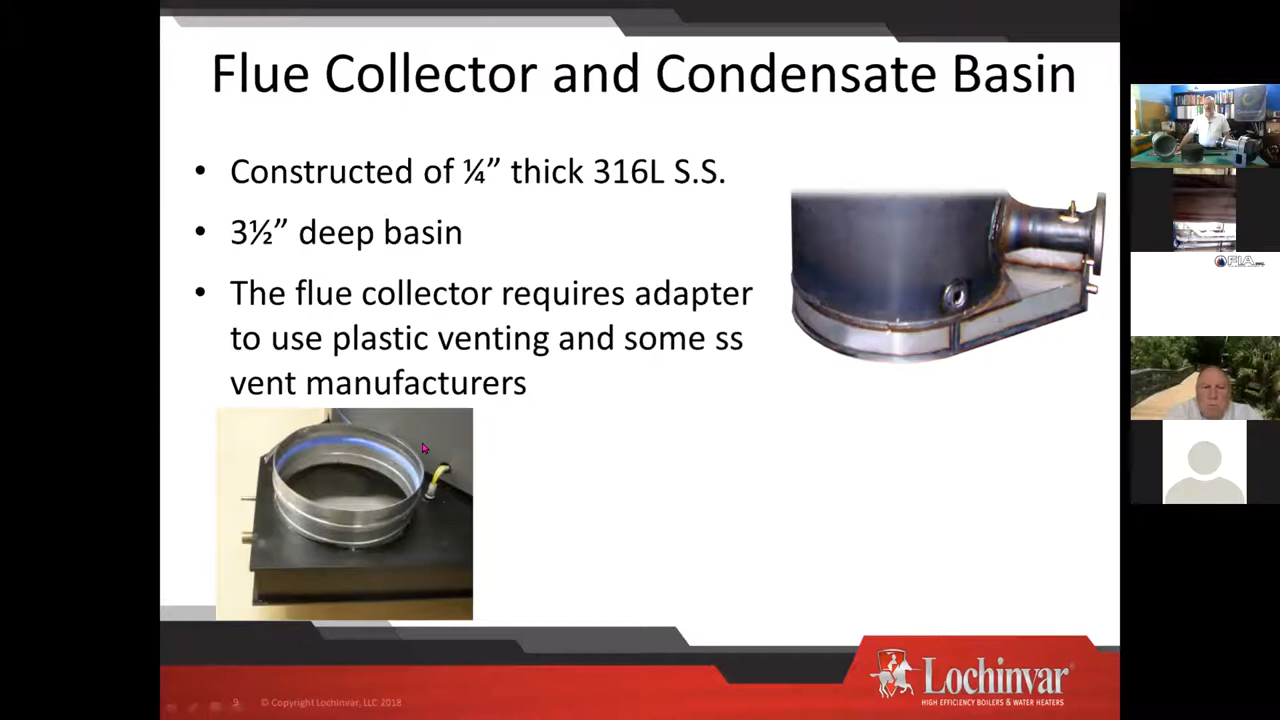 Flue Collector and Condensate Basin
• Constructed of ¼” thick 316L S.S.
• 3½” deep basin
• The flue collector requires adapter
to use plastic venting and some ss
vent manufacturers
9 © Copyright Lochinvar, LLC 2018
Lochinvar®
HIGH EFFICIENCY BOILERS & WATER HEATERS